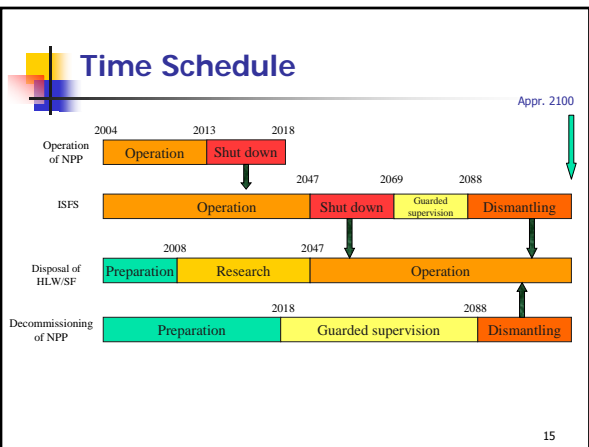 Time Schedule
Appr. 2100
2004 2013 2018
Operation
of NPP
Operation Shut down
2047 2069 2088
ISFS
Operation Shut down Guarded
supervision Dismantling
2008 2047
Disposal of
HLW/SF
Preparation Research Operation
2018 2088
Decommissioning
of NPP
Preparation Guarded supervision Dismantling
15